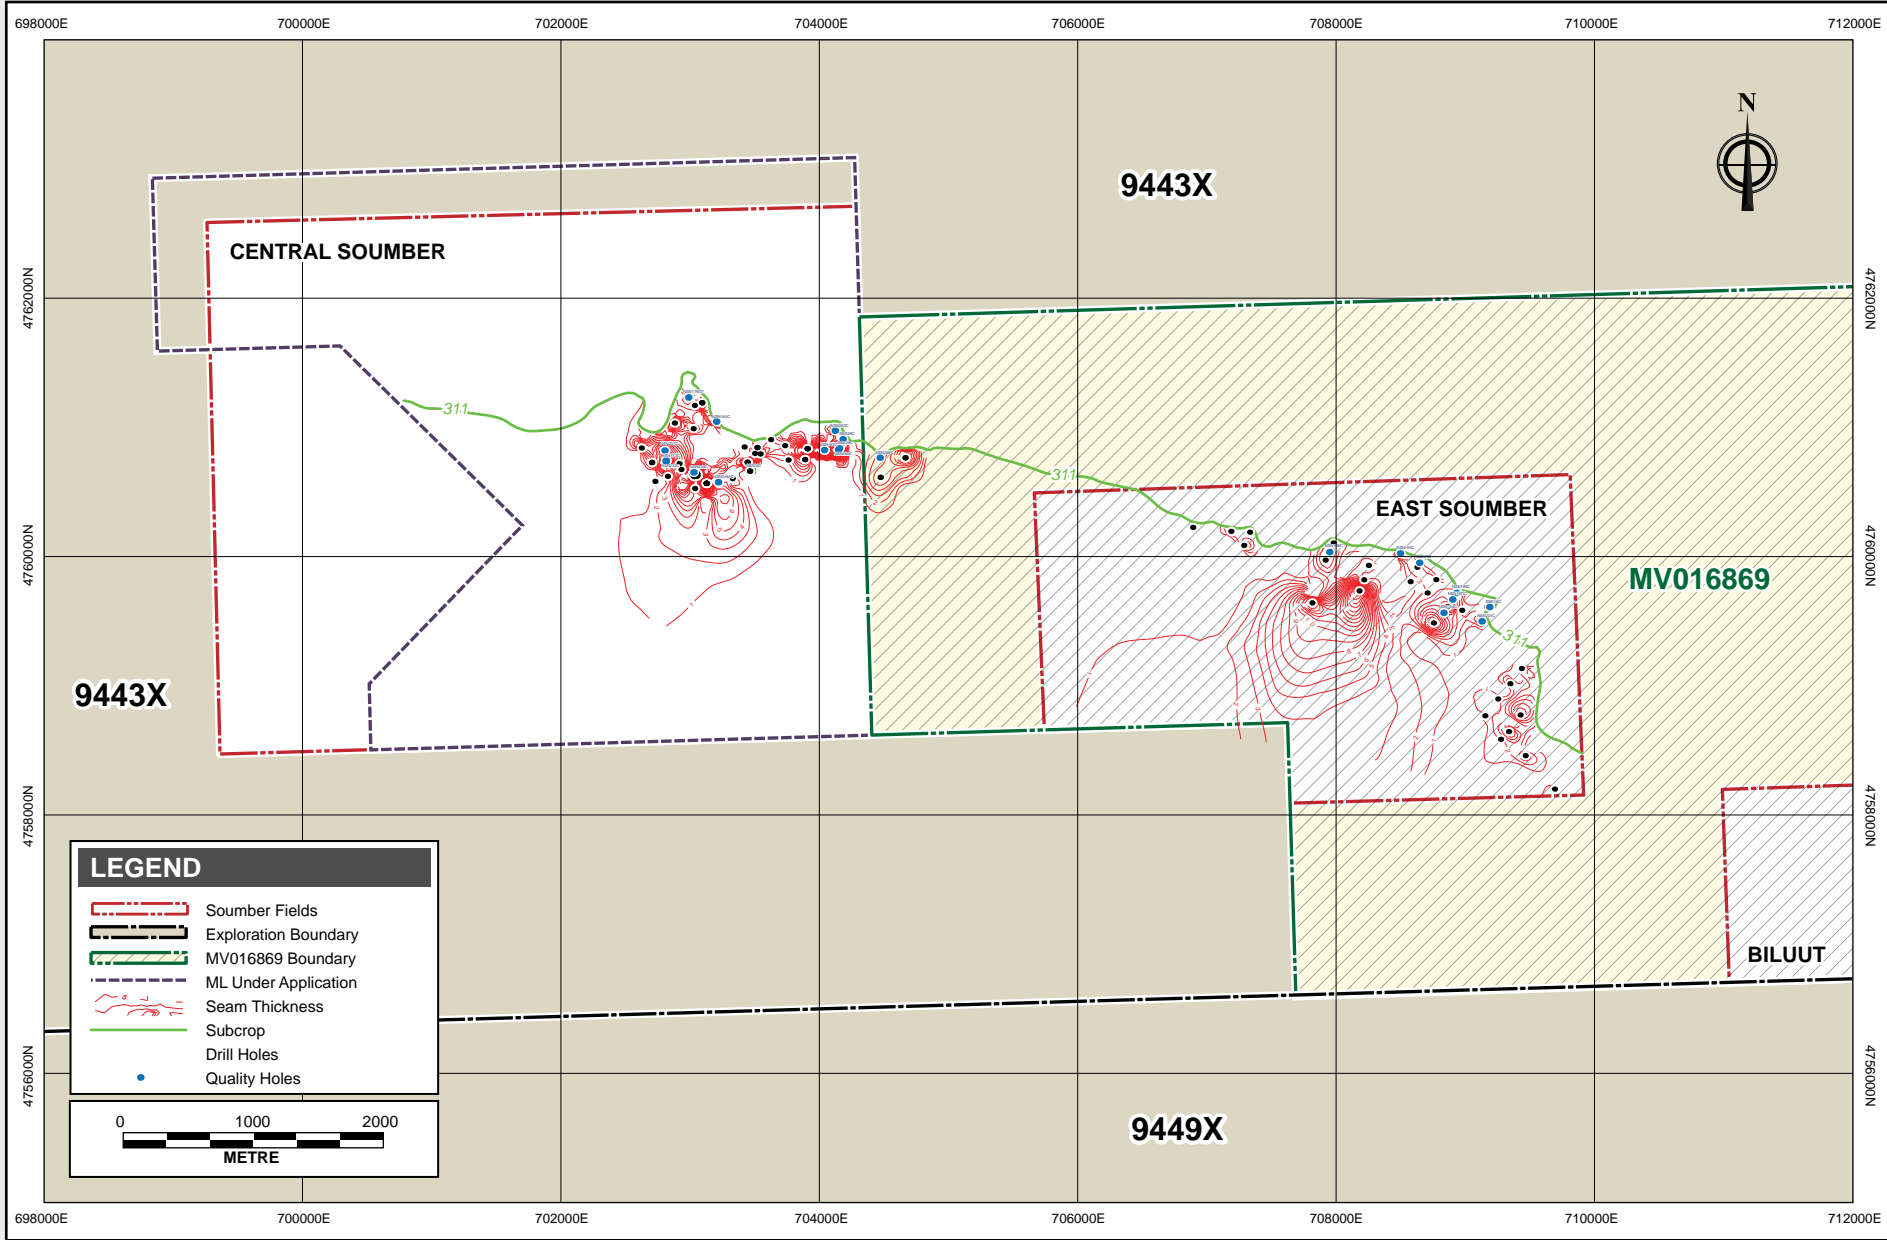 698000E 700000E 702000E 704000E 706000E 708000E 710000E 712000E
N
9443X
CENTRAL SOUMBER
4762000N
4762000N
311
311
EAST SOUMBER
4760000N
4760000N
MV016869
311
9443X
4758000N
4758000N
LEGEND
Soumber Fields
Exploration Boundary
MV016869 Boundary
ML Under Application
Seam Thickness
Subcrop
Drill Holes
Quality Holes
BILUUT
4756000N
4756000N
0 1000 2000
METRE
9449X
698000E 700000E 702000E 704000E 706000E 708000E 710000E 712000E